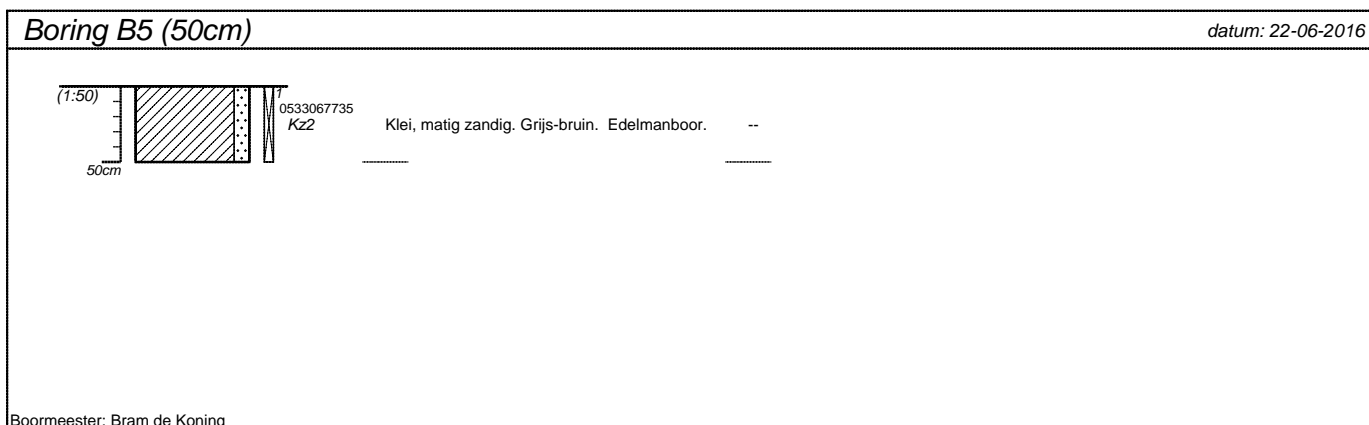 Boring B5 (50cm)
datum: 22-06-2016
(1:50)
1
0533067735
Kz2
Klei, matig zandig. Grijs-bruin. Edelmanboor.
--
50cm
Boormeester: Bram de Koning